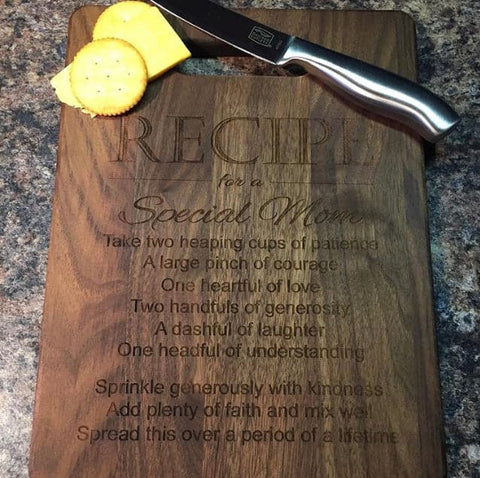 RECIPE
for a
Special Mom
Take two heaping cups of patience
A large pinch of courage
One heartful of love
Two handfuls of generosity
A dashful of laughter
One headful of understanding
Sprinkle generously with kindness
Add plenty of faith and mix well
Spread this over a period of a lifetime